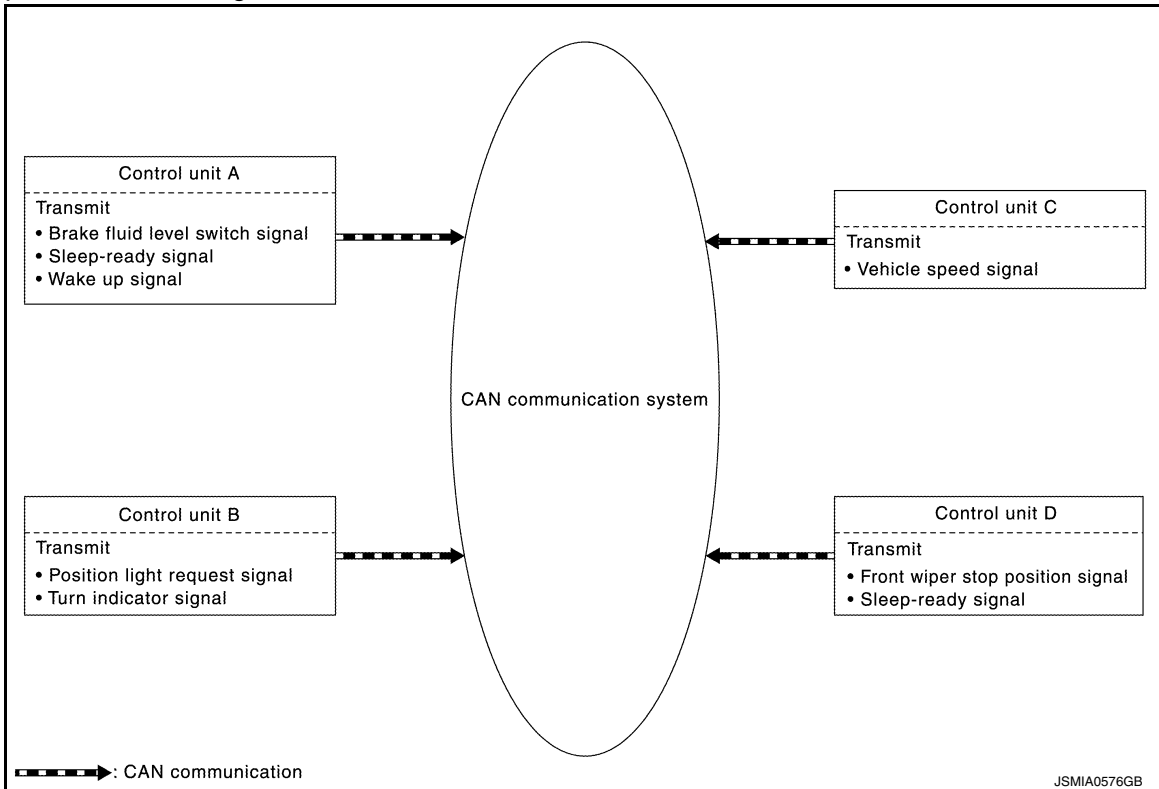 Control unit A
Transmit
• Brake fluid level switch signal
• Sleep-ready signal
• Wake up signal
Control unit C
Transmit
• Vehicle speed signal
CAN communication system
Control unit B
Transmit
• Position light request signal
• Turn indicator signal
Control unit D
Transmit
• Front wiper stop position signal
• Sleep-ready signal
: CAN communication
JSMIA0576GB